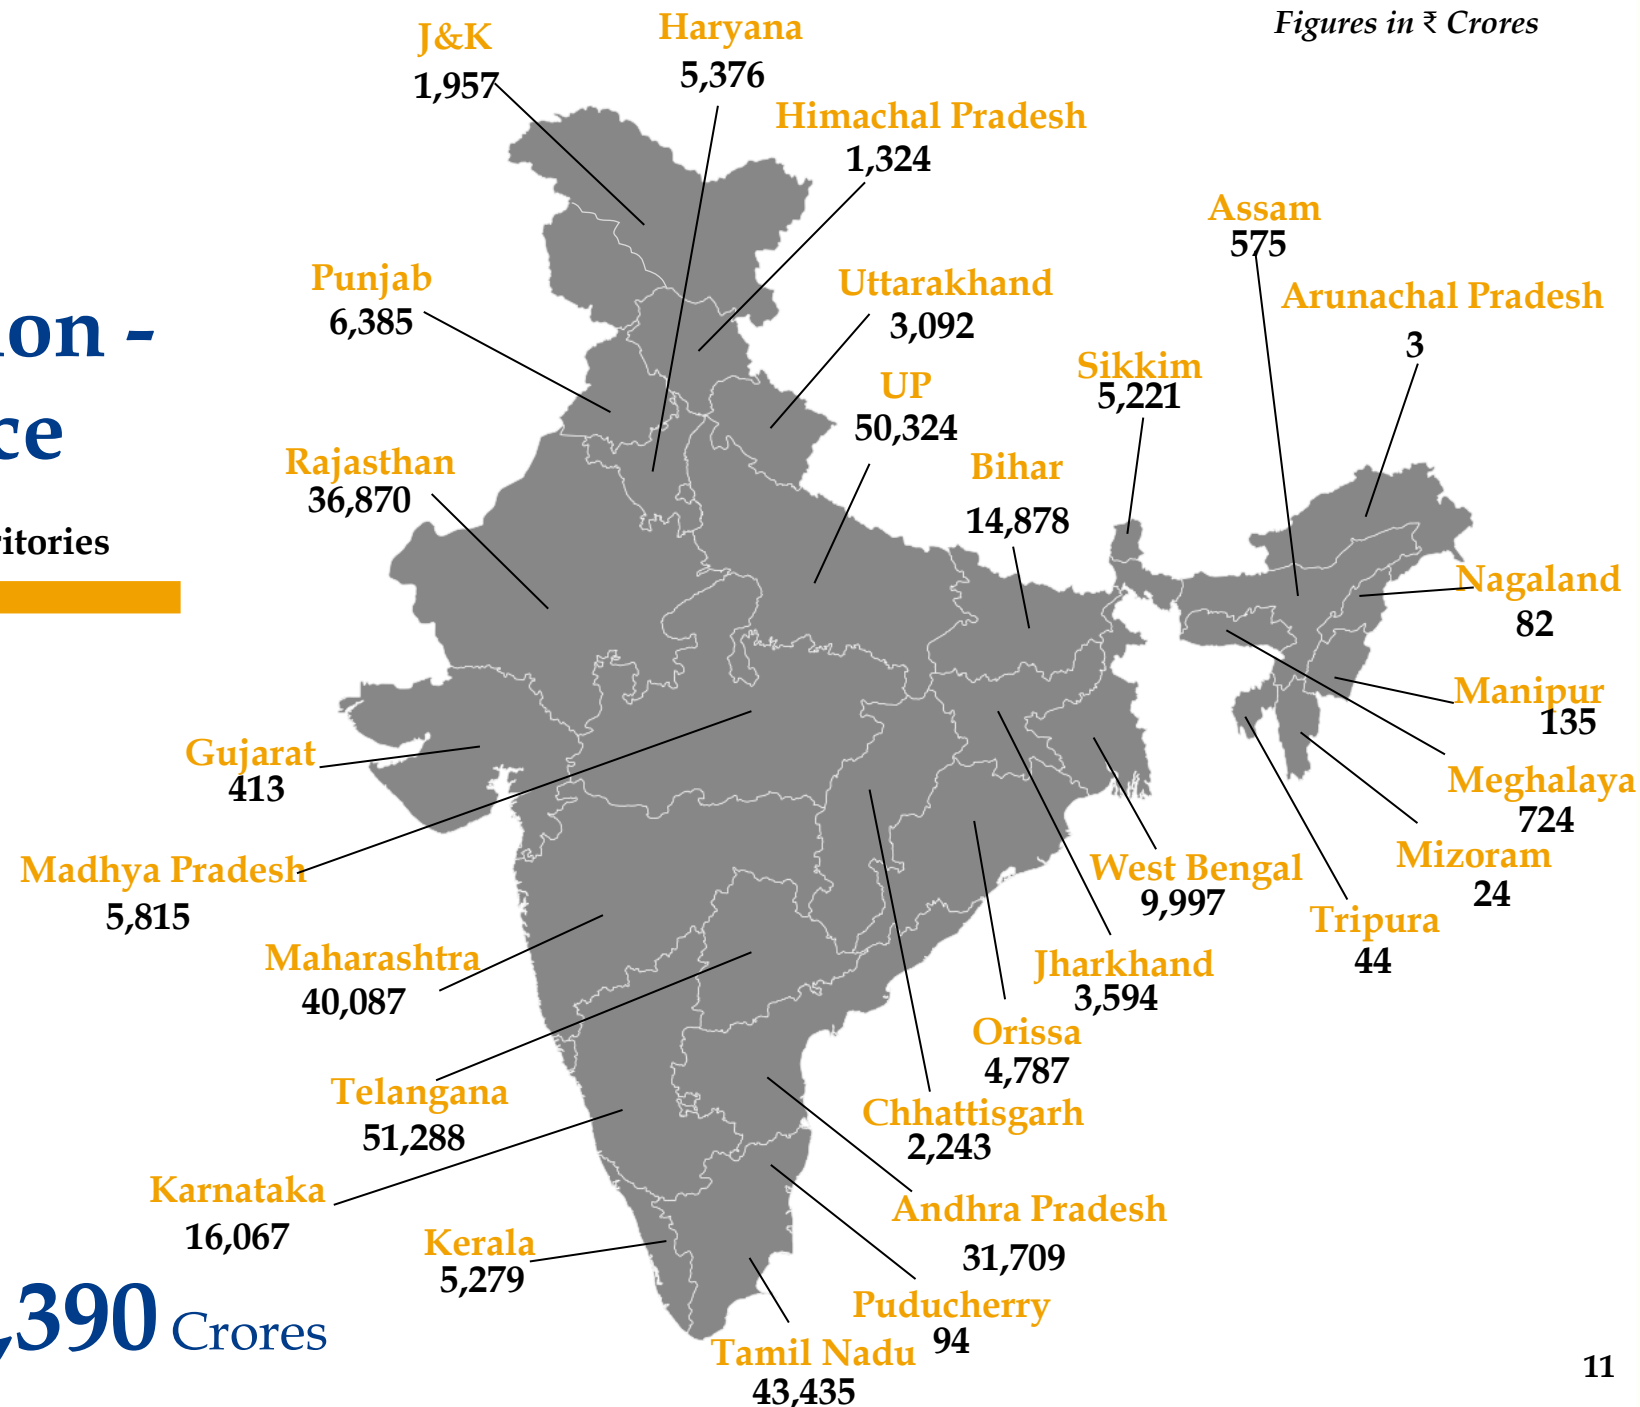 Figures in ₹ Crores
J&K
1,957
Haryana
5,376
Himachal Pradesh
1,324
Assam
575
Punjab
6,385
Uttarakhand
3,092
Arunachal Pradesh
3
ion -
ce
Sikkim
5,221
UP
50,324
Rajasthan
36,870
Bihar
14,878
ritories
Nagaland
82
Manipur
135
Gujarat
413
Meghalaya
724
Madhya Pradesh
5,815
West Bengal
9,997
Mizoram
24
Tripura
44
Maharashtra
40,087
Jharkhand
3,594
Orissa
4,787
Telangana
51,288
Chhattisgarh
2,243
Karnataka
16,067
Andhra Pradesh
31,709
Kerala
5,279
Puducherry
94
,390 Crores
Tamil Nadu
43,435
11